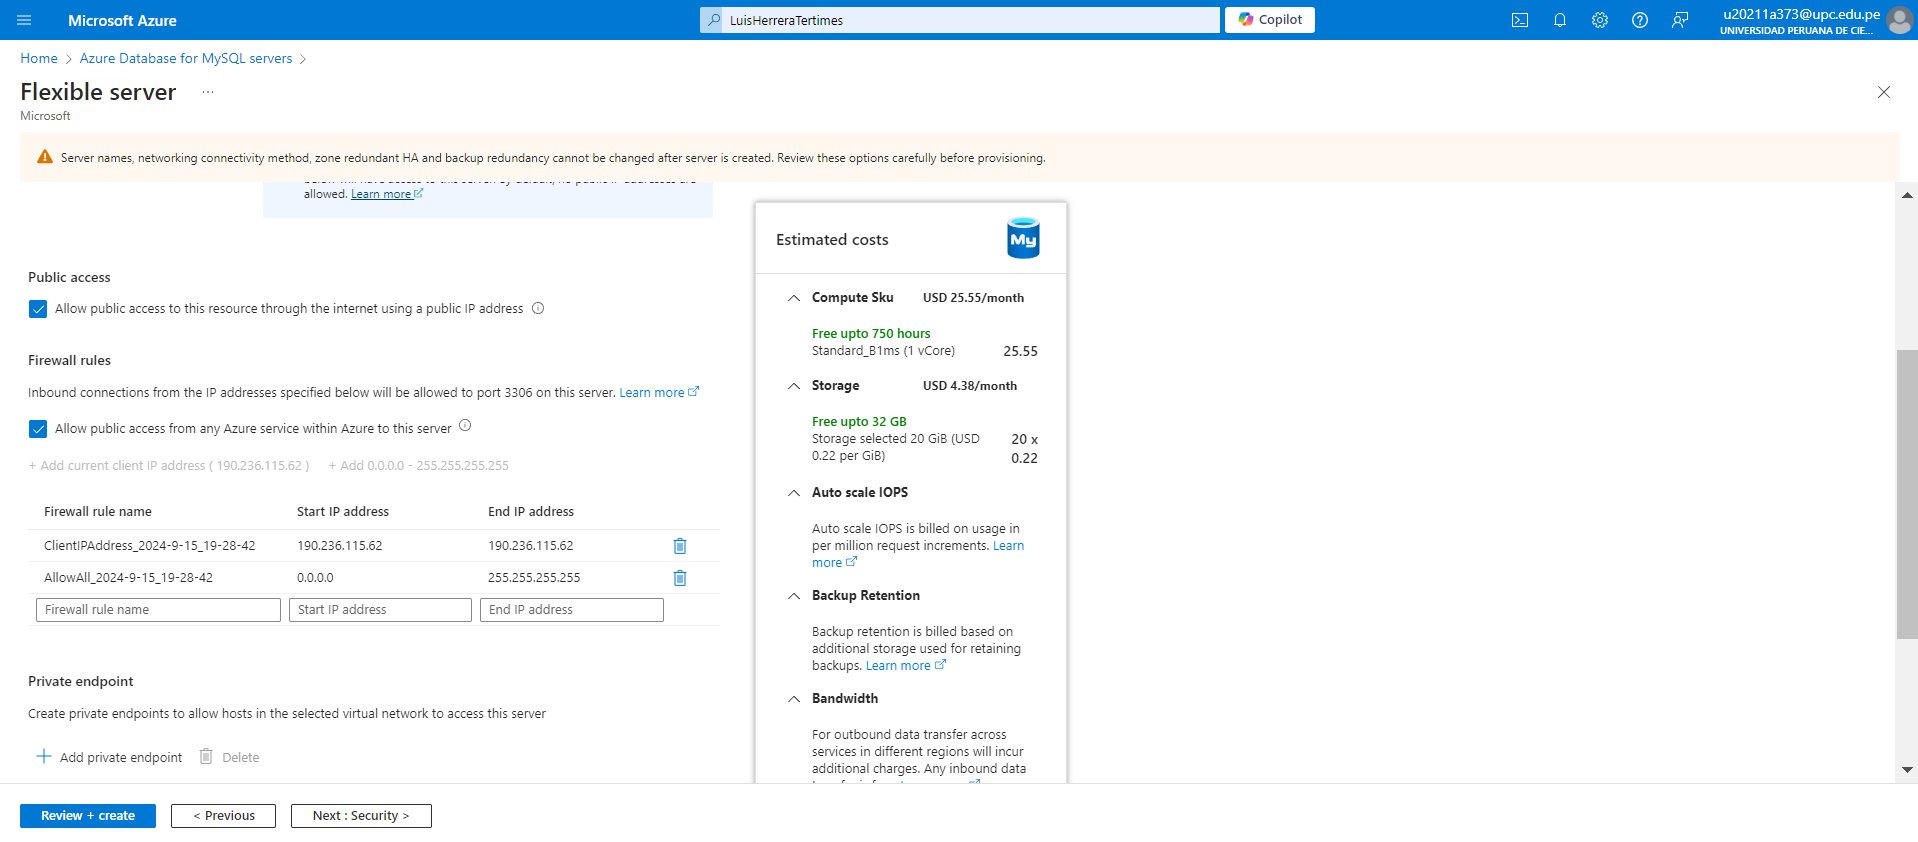 Microsoft Azure
LuisHerreraTertimes
Copilot
u20211a373@upc.edu.pe
UNIVERSIDAD PERUANA DE CIE...
Home > Azure Database for MySQL servers >
Flexible server ...
Microsoft
Server names, networking connectivity method, zone redundant HA and backup redundancy cannot be changed after server is created. Review these options carefully before provisioning.
below will have access to this server. By default, no public IP addresses are
allowed. Learn more
Public access
Allow public access to this resource through the internet using a public IP address
Firewall rules
Inbound connections from the IP addresses specified below will be allowed to port 3306 on this server. Learn more
Allow public access from any Azure service within Azure to this server
+ Add current client IP address ( 190.236.115.62 ) + Add 0.0.0.0 - 255.255.255.255
Firewall rule name Start IP address End IP address
ClientIPAddress_2024-9-15_19-28-42 190.236.115.62 190.236.115.62
AllowAll_2024-9-15_19-28-42 0.0.0.0 255.255.255.255
Firewall rule name Start IP address End IP address
Private endpoint
Create private endpoints to allow hosts in the selected virtual network to access this server
Add private endpoint Delete
Estimated costs
My
Compute Sku USD 25.55/month
Free upto 750 hours
Standard_B1ms (1 vCore) 25.55
Storage USD 4.38/month
Free upto 32 GB
Storage selected 20 GiB (USD 20 x
0.22 per GiB) 0.22
Auto scale IOPS
Auto scale IOPS is billed on usage in
per million request increments. Learn
more
Backup Retention
Backup retention is billed based on
additional storage used for retaining
backups. Learn more
Bandwidth
For outbound data transfer across
services in different regions will incur
additional charges. Any inbound data
Review + create < Previous Next : Security >